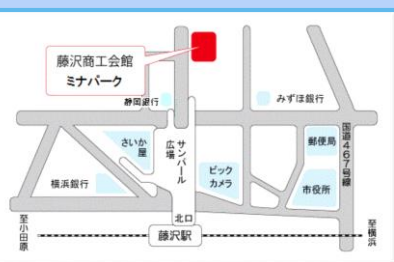 藤沢商工会館
ミナパーク
静岡銀行
みずほ銀行
さいか
屋
サンパール
広場
郵便局
国道467号線
横浜銀行
ビック
カメラ
市役所
至小田原
北口
藤沢駅
至横浜